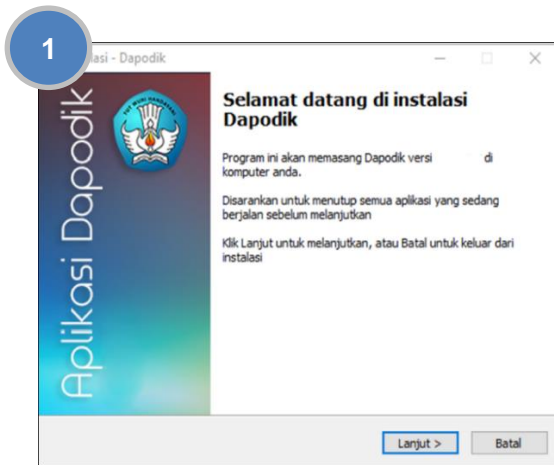 1
lasi - Dapodik
Aplikasi Dapodik
Selamat datang di instalasi
Dapodik
Program ini akan memasang Dapodik versi di
komputer anda.
Disarankan untuk menutup semua aplikasi yang sedang
berjalan sebelum melanjutkan
Klik Lanjut untuk melanjutkan, atau Batal untuk keluar dari
instalasi
Lanjut >
Batal